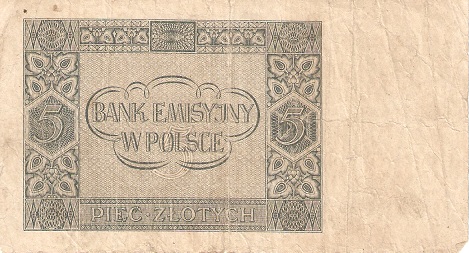 BANK EMISYJNY
W POLSCE
5 5
PIĘĆ · ZŁOTYCH